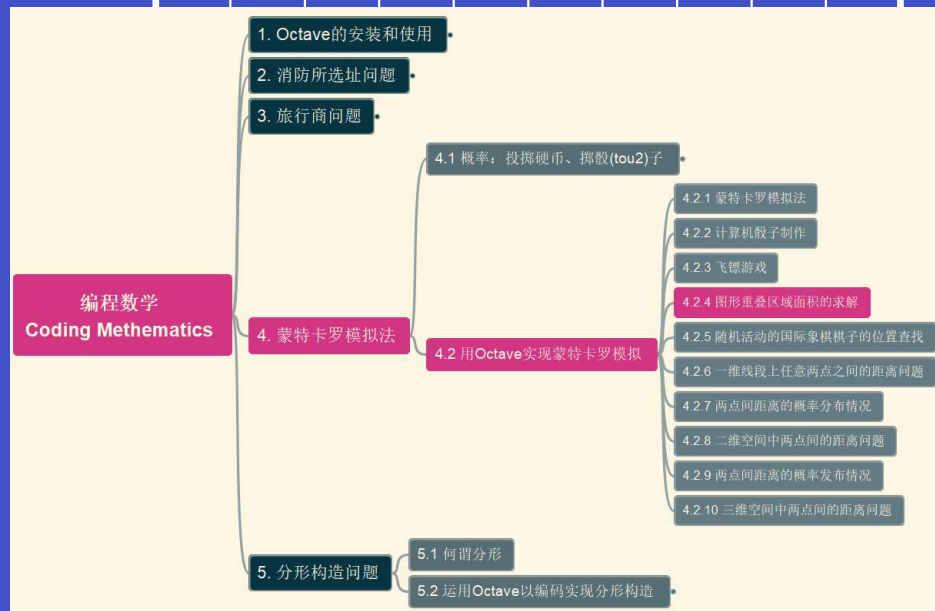 编程数学
Coding Methematics
1. Octave的安装和使用
2. 消防所选址问题
3. 旅行商问题
4. 蒙特卡罗模拟法
4.1 概率：投掷硬币、掷骰(tou2)子
4.2 用Octave实现蒙特卡罗模拟
4.2.1 蒙特卡罗模拟法
4.2.2 计算机骰子制作
4.2.3 飞镖游戏
4.2.4 图形重叠区域面积的求解
4.2.5 随机活动的国际象棋棋子的位置查找
4.2.6 一维线段上任意两点之间的距离问题
4.2.7 两点间距离的概率分布情况
4.2.8 二维空间中两点间的距离问题
4.2.9 两点间距离的概率发布情况
4.2.10 三维空间中两点间的距离问题
5. 分形构造问题
5.1 何谓分形
5.2 运用Octave以编码实现分形构造